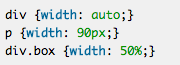 div {width: auto;}
p {width: 90px;}
div.box {width: 50%;}